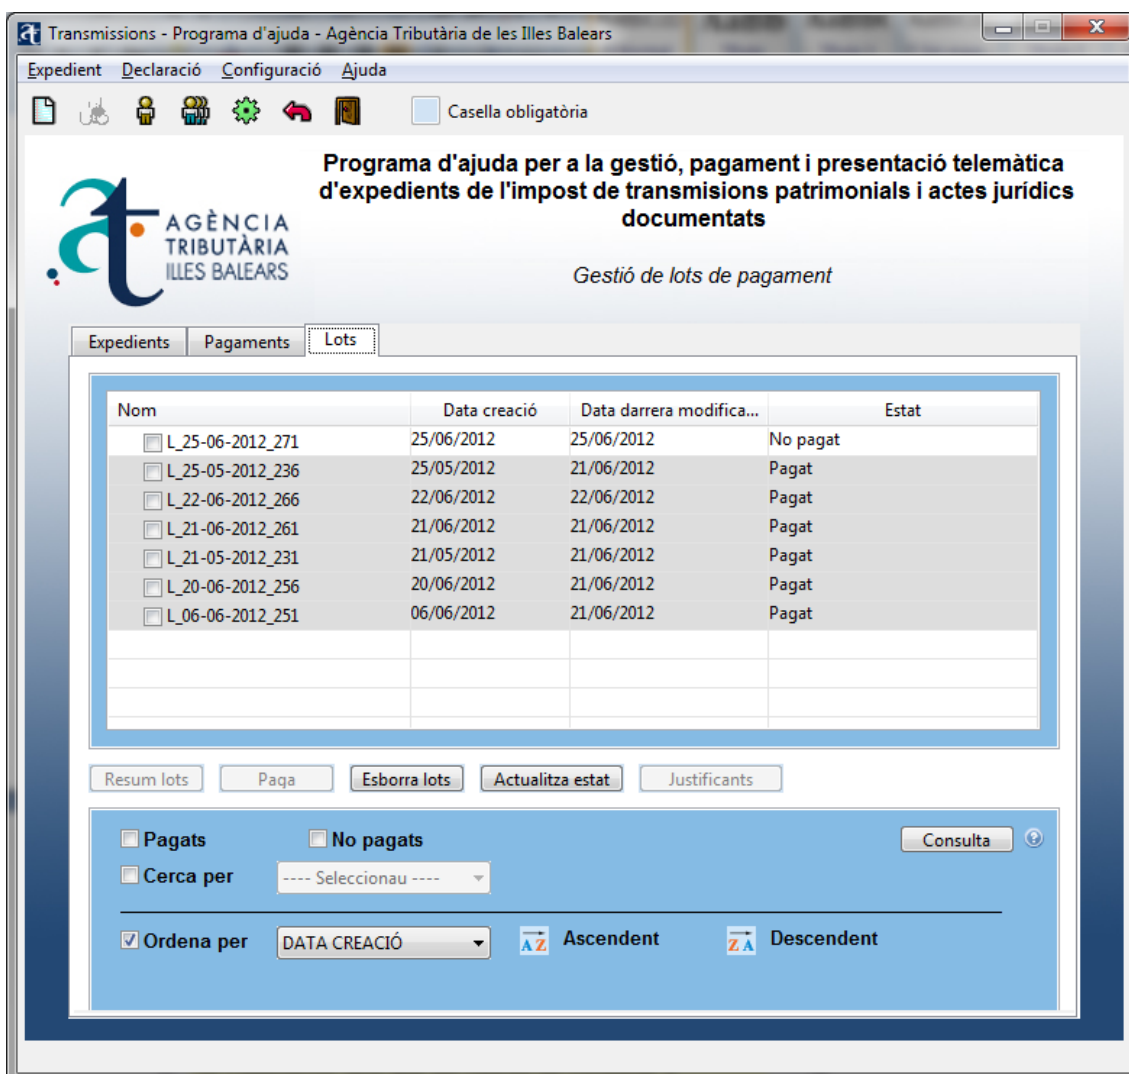 Transmissions - Programa d'ajuda - Agència Tributària de les Illes Balears
Expedient Declaració Configuració Ajuda
Casella obligatòria
Programa d'ajuda per a la gestió, pagament i presentació telemàtica
d'expedients de l'impost de transmisions patrimonials i actes jurídics
documentats
AGÈNCIA
TRIBUTÀRIA
ILLES BALEARS
Gestió de lots de pagament
Expedients Pagaments Lots
Nom Data creació Data darrera modifica... Estat
L_25-06-2012_271 25/06/2012 25/06/2012 No pagat
L_25-05-2012_236 25/05/2012 21/06/2012 Pagat
L_22-06-2012_266 22/06/2012 22/06/2012 Pagat
L_21-06-2012_261 21/06/2012 21/06/2012 Pagat
L_21-05-2012_231 21/05/2012 21/06/2012 Pagat
L_20-06-2012_256 20/06/2012 21/06/2012 Pagat
L_06-06-2012_251 06/06/2012 21/06/2012 Pagat
Resum lots Paga Esborra lots Actualitza estat Justificants
Pagats No pagats Consulta
Cerca per ---- Seleccionau ----
Ordena per DATA CREACIÓ AZ Ascendent ZA Descendent